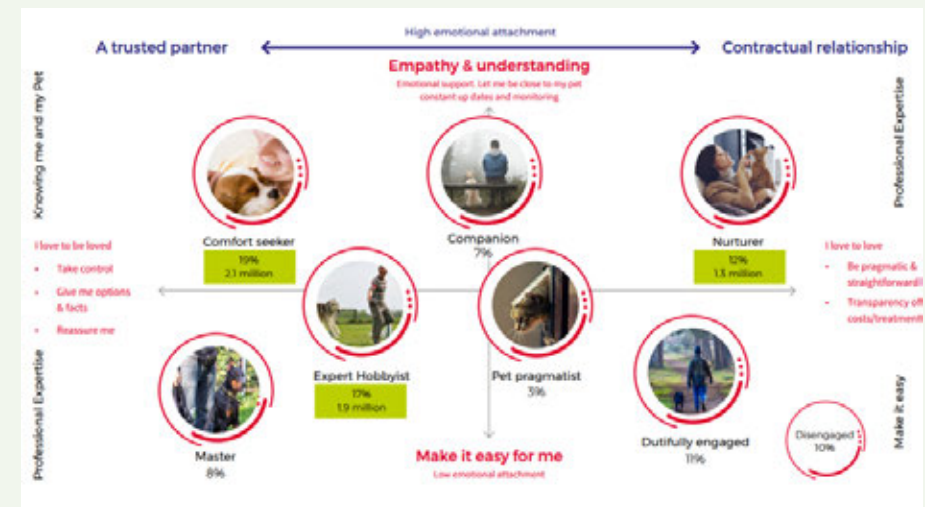 High emotional attachment
A trusted partner
Contractual relationship
Empathy & understanding
Emotional support. Let me be close to my pet
constant up dates and monitoring
Knowing me and my Pet
Professional Expertise
Comfort seeker
19%
2.1 million
Companion
7%
Nurturer
12%
1.3 million
I love to be loved
• Take control
• Give me options
& facts
• Reassure me
I love to love
• Be pragmatic &
straightforward!
• Transparency off
costs/treatment
Expert Hobbyist
17%
1.9 million
Pet pragmatist
3%
Professional Expertise
Make it easy
Master
8%
Make it easy for me
Low emotional attachment
Dutifully engaged
11%
Disengaged
10%